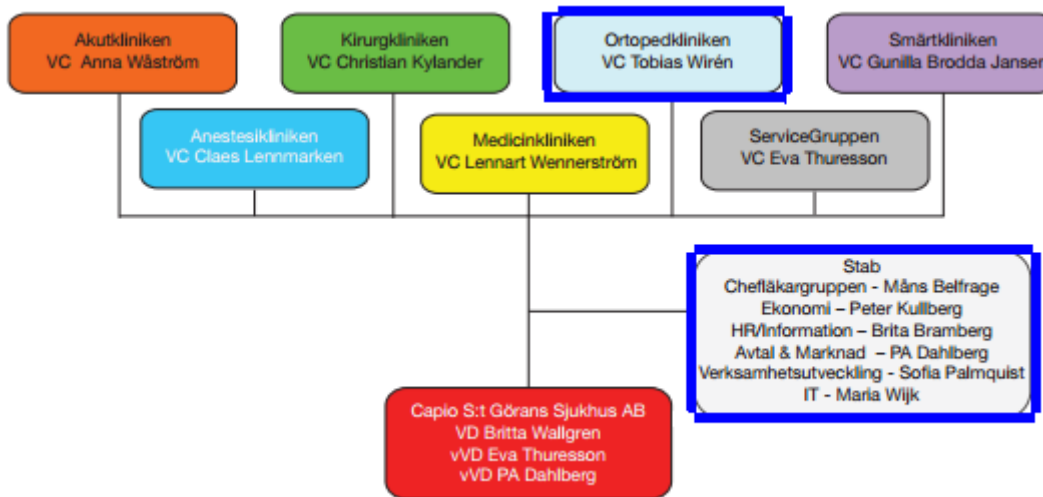 Akutkliniken
VC Anna Wåström
Kirurgkliniken
VC Christian Kylander
Ortopedkliniken
VC Tobias Wirén
Smärtkliniken
VC Gunilla Brodda Jansen
Anestesikliniken
VC Claes Lennmarken
Medicinkliniken
VC Lennart Wennerström
ServiceGruppen
VC Eva Thuresson
Stab
Chefläkargruppen - Måns Belfrage
Ekonomi – Peter Kullberg
HR/Information – Brita Bramberg
Avtal & Marknad – PA Dahlberg
Verksamhetsutveckling - Sofia Palmquist
IT - Maria Wijk
Capio S:t Görans Sjukhus AB
VD Britta Wallgren
vVD Eva Thuresson
vVD PA Dahlberg